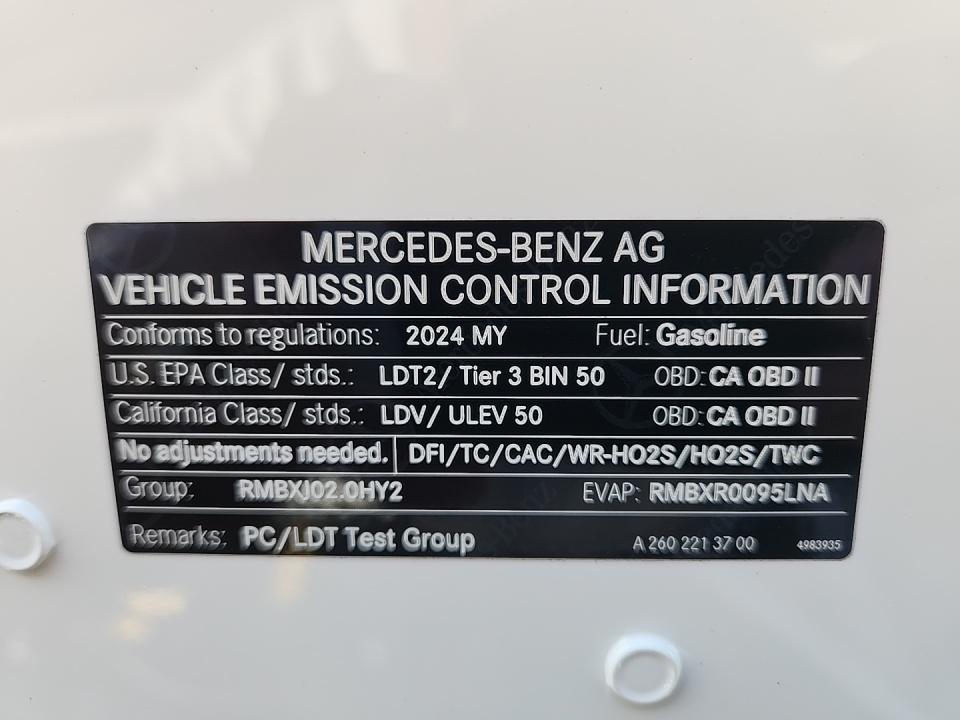 MERCEDES-BENZ AG
VEHICLE EMISSION CONTROL INFORMATION
Conforms to regulations: 2024 MY Fuel: Gasoline
U.S. EPA Class/ stds.: LDT2/ Tier 3 BIN 50 OBD: CA OBD II
California Class/ stds.: LDV/ ULEV 50 OBD: CA OBD II
No adjustments needed. DFI/TC/CAC/WR-HO2S/HO2S/TWC
Group: RMBXJ02.0HY2 EVAP: RMBXR0095LNA
Remarks: PC/LDT Test Group A 260 221 37 00 4983935